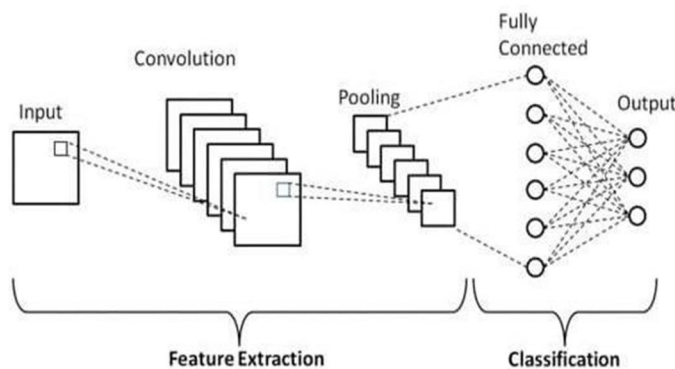 Fully
Connected
Convolution
Pooling
Input
Output
Feature Extraction
Classification